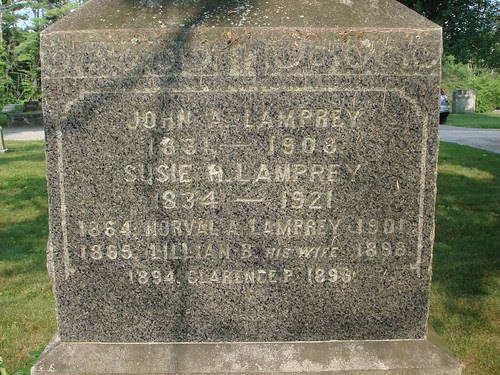 JOHN A. LAMPREY
1831 — 1908
SUSIE H. LAMPREY
1834 — 1921
1864. NORVAL A. LAMPREY. 1901
1865. LILLIAN B. HIS WIFE. 1898
1894. CLARENCE P. 1899